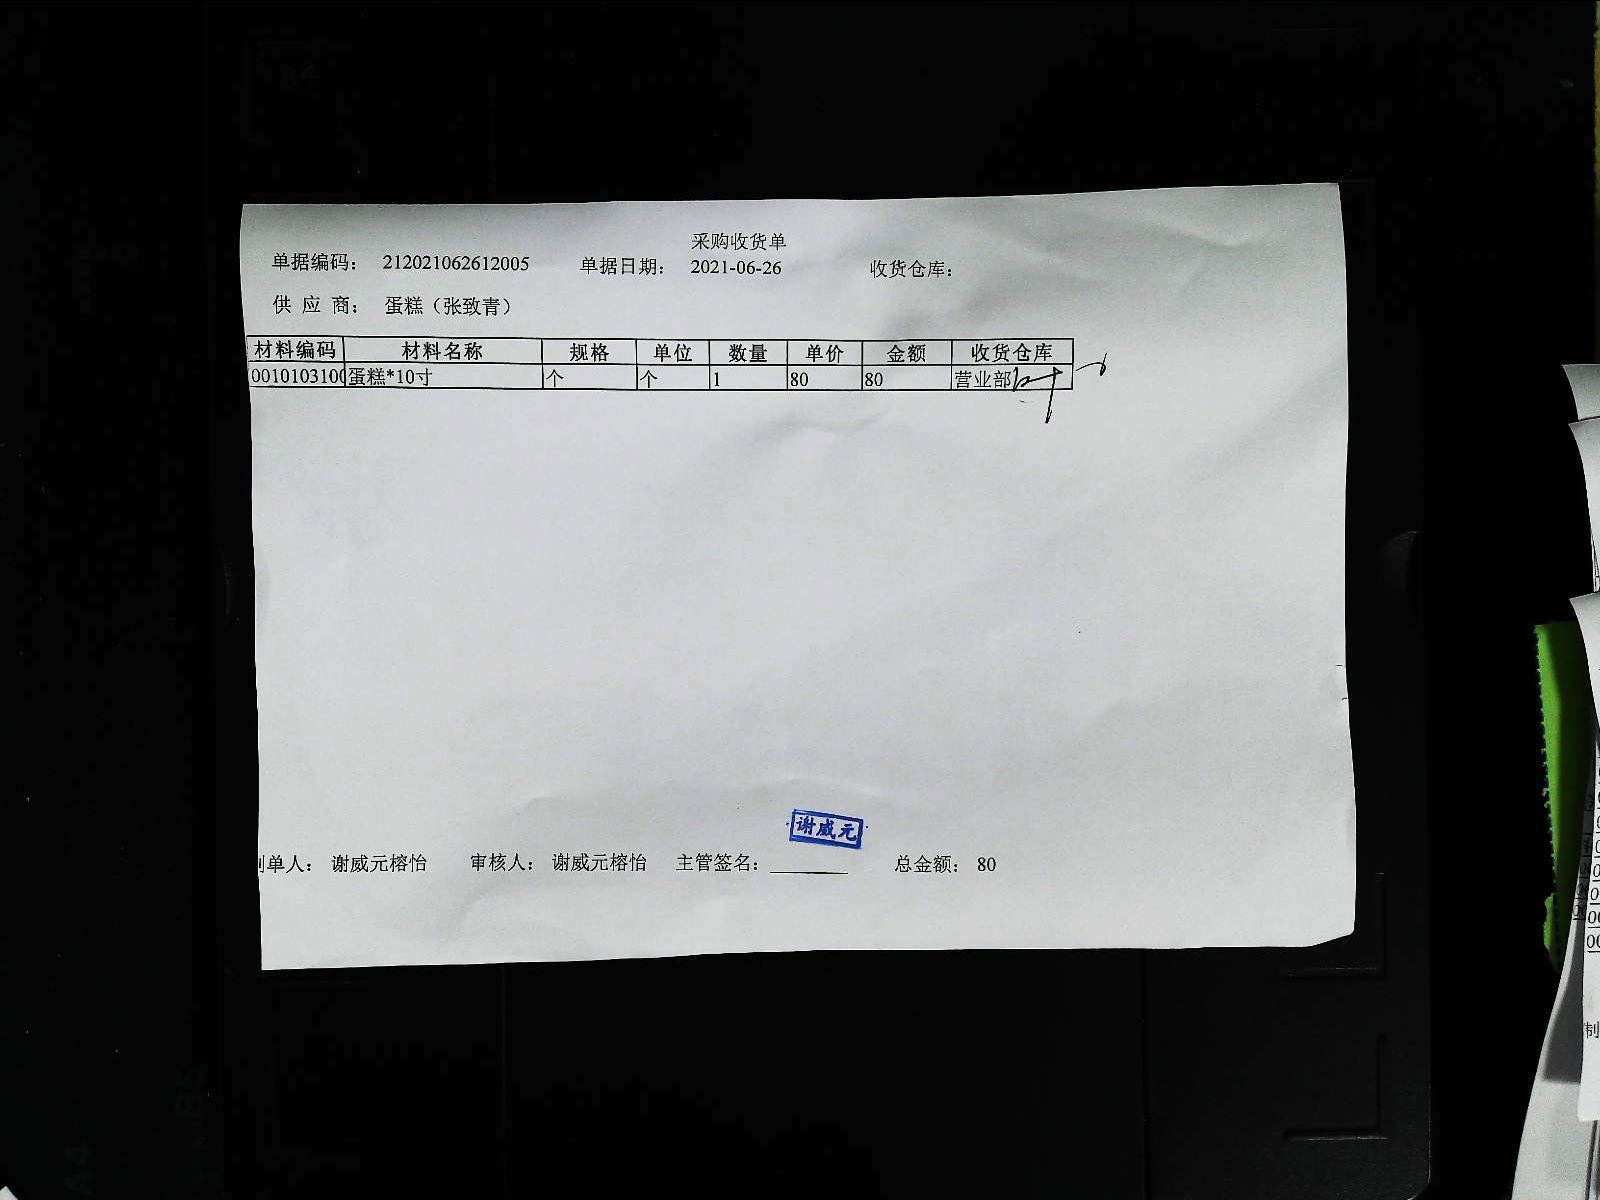 采购收货单
单据编码： 212021062612005 单据日期： 2021-06-26 收货仓库：
供 应 商： 蛋糕（张致青）
材料编码 材料名称 规格 单位 数量 单价 金额 收货仓库
0010103100 蛋糕*10寸 个 个 1 80 80 营业部
谢威元
制单人： 谢威元榕怡 审核人： 谢威元榕怡 主管签名： 总金额： 80